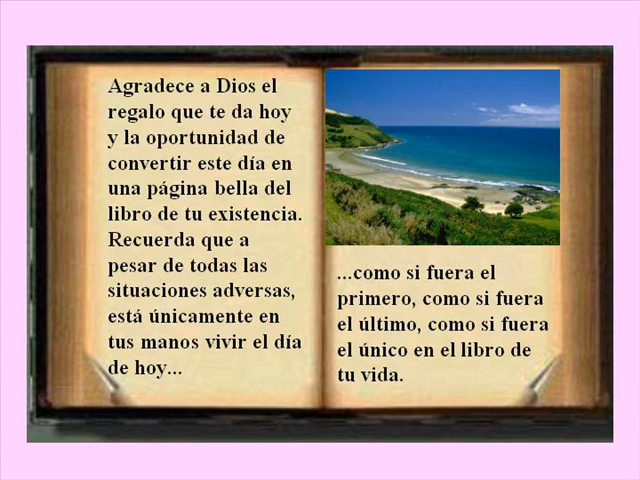 Agradece a Dios el
regalo que te da hoy
y la oportunidad de
convertir este día en
una página bella del
libro de tu existencia.
Recuerda que a
pesar de todas las
situaciones adversas,
está únicamente en
tus manos vivir el día
de hoy...
...como si fuera el
primero, como si fuera
el último, como si fuera
el único en el libro de
tu vida.